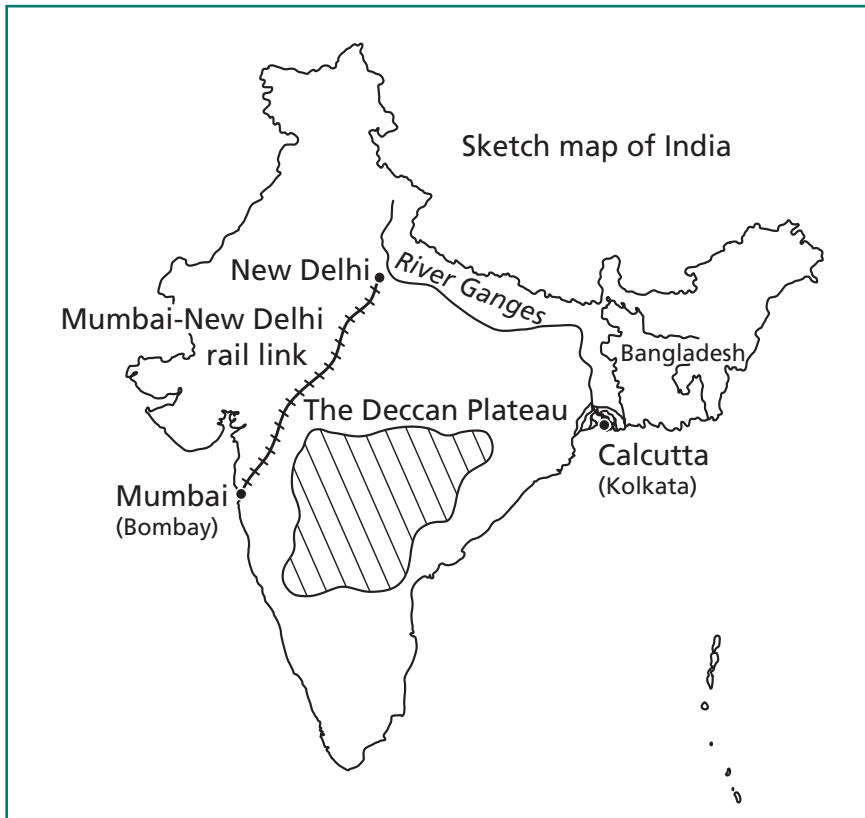 Sketch map of India
New Delhi
River Ganges
Mumbai-New Delhi
rail link
Bangladesh
The Deccan Plateau
Calcutta
(Kolkata)
Mumbai
(Bombay)